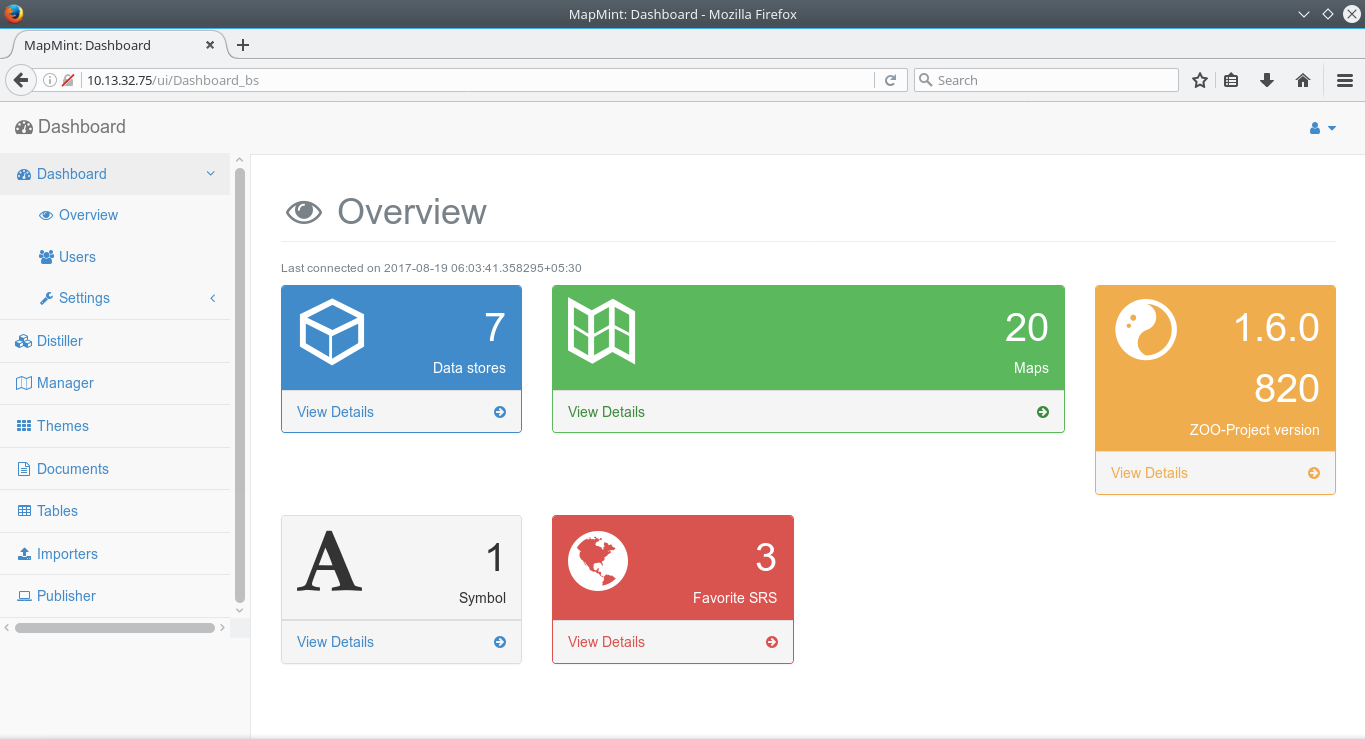 MapMint: Dashboard - Mozilla Firefox
MapMint: Dashboard
10.13.32.75/ui/Dashboard_bs
Search
Dashboard
Dashboard
Overview
Users
Settings
Distiller
Manager
Themes
Documents
Tables
Importers
Publisher
Overview
Last connected on 2017-08-19 06:03:41.358295+05:30
7
Data stores
View Details
20
Maps
View Details
1.6.0
820
ZOO-Project version
View Details
A
1
Symbol
View Details
3
Favorite SRS
View Details